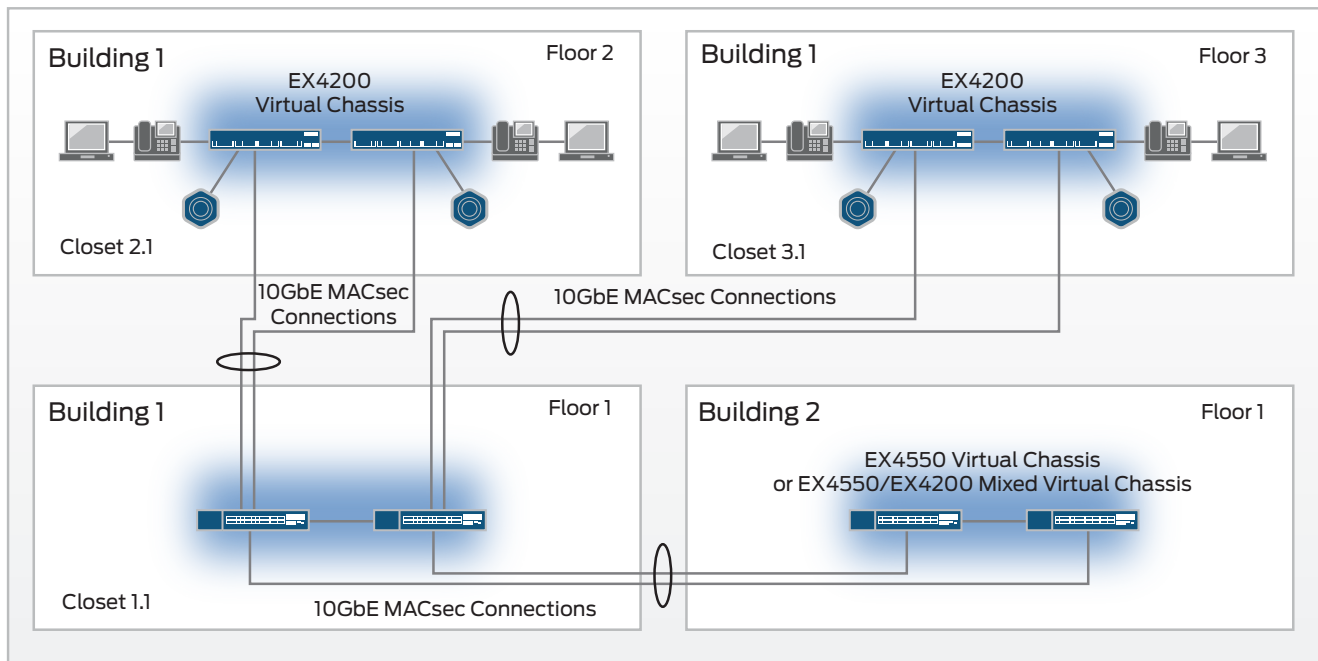 Building 1
Floor 2
EX4200
Virtual Chassis
Closet 2.1
Building 1
Floor 3
EX4200
Virtual Chassis
Closet 3.1
10GbE MACsec
Connections
10GbE MACsec Connections
Building 1
Floor 1
Closet 1.1
Building 2
Floor 1
EX4550 Virtual Chassis
or EX4550/EX4200 Mixed Virtual Chassis
10GbE MACsec Connections